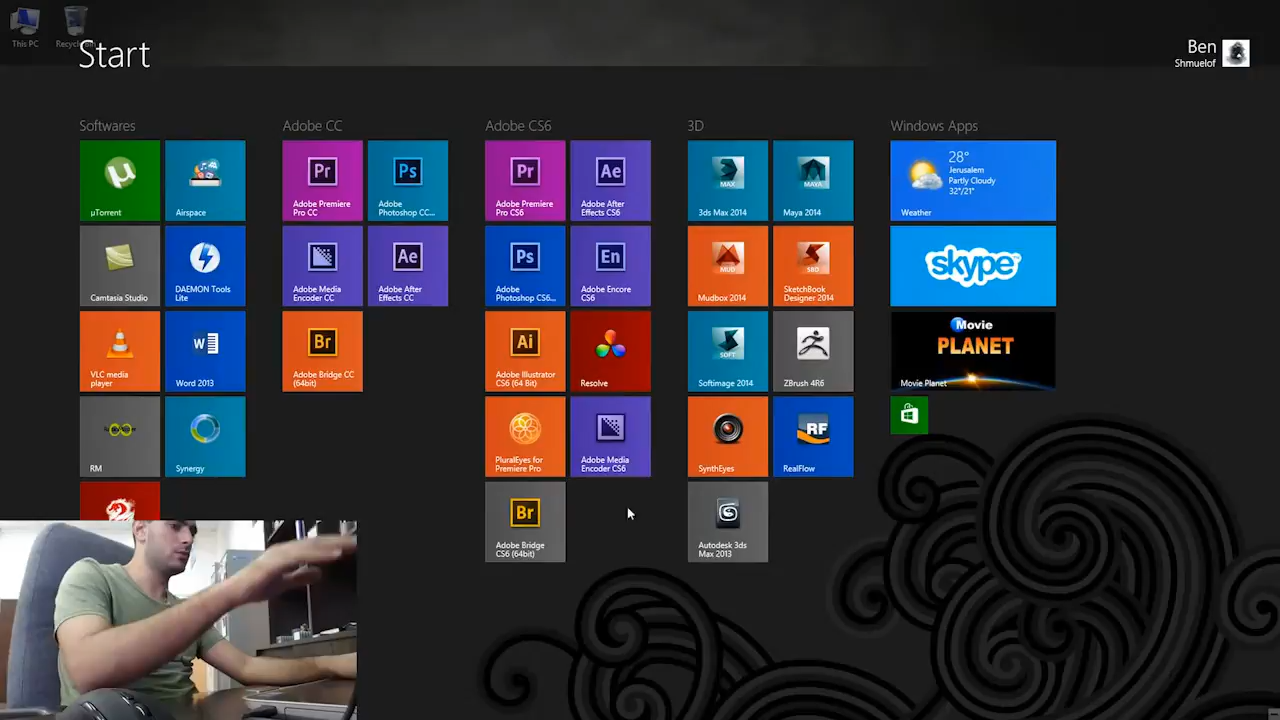 This PC
Start
Ben
Shmuelof
Softwares
Adobe CC
Adobe CS6
3D
Windows Apps
µTorrent
Airspace
Pr
Adobe Premiere
Pro CC
Ps
Adobe
Photoshop CC...
Pr
Adobe Premiere
Pro CS6
Ae
Adobe After
Effects CS6
MAX
3ds Max 2014
MAYA
Maya 2014
28°
Jerusalem
Partly Cloudy
32°/21°
Weather
Camtasia Studio
DAEMON Tools
Lite
Adobe Media
Encoder CC
Ae
Adobe After
Effects CC
Ps
Adobe
Photoshop CS6...
En
Adobe Encore
CS6
MUD
Mudbox 2014
SBD
SketchBook
Designer 2014
skype
VLC media
player
W
Word 2013
Br
Adobe Bridge CC
(64bit)
Ai
Adobe Illustrator
CS6 (64 Bit)
Resolve
SOFT
Softimage 2014
ZBrush 4R6
Movie
PLANET
Movie Planet
RM
Synergy
PluralEyes for
Premiere Pro
Adobe Media
Encoder CS6
SynthEyes
RF
RealFlow
Br
Adobe Bridge
CS6 (64bit)
Autodesk 3ds
Max 2013